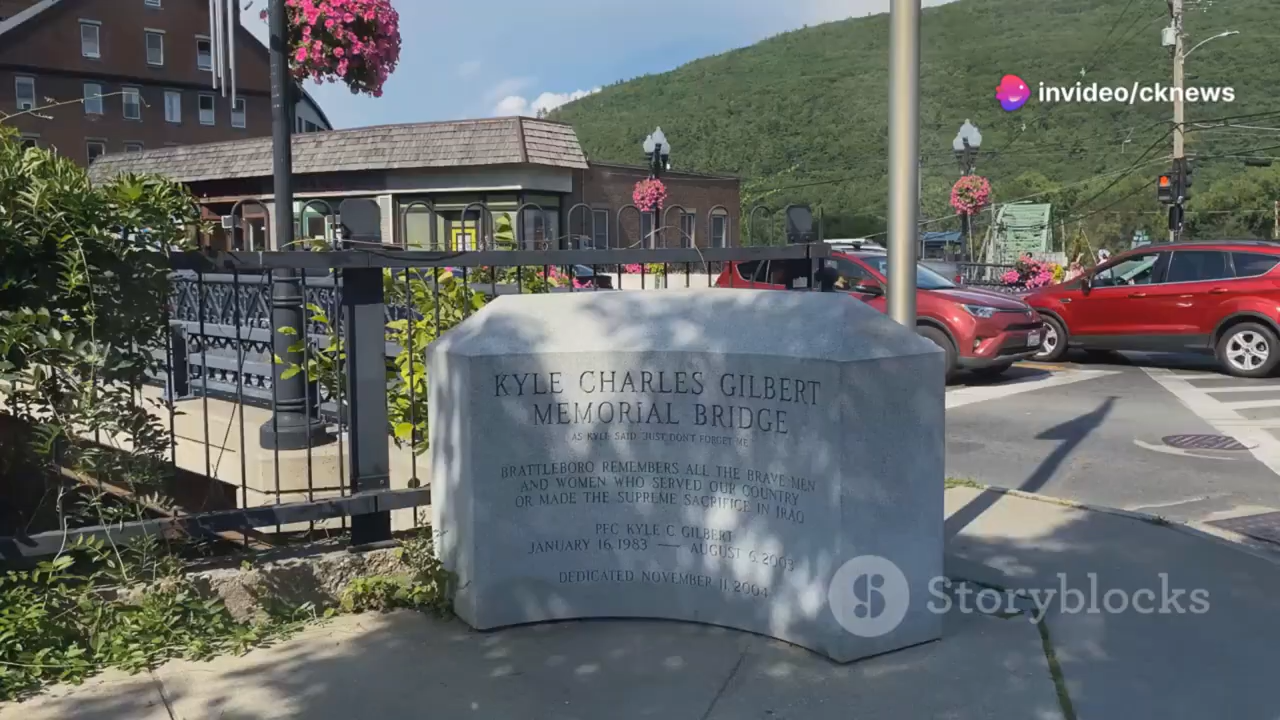 invideo/cknews
KYLE CHARLES GILBERT
MEMORIAL BRIDGE
AS KYLE SAID "JUST DON'T FORGET ME"
BRATTLEBORO REMEMBERS ALL THE BRAVE MEN
AND WOMEN WHO SERVED OUR COUNTRY
OR MADE THE SUPREME SACRIFICE IN IRAQ
PFC KYLE C GILBERT
JANUARY 16, 1983 — AUGUST 6, 2003
DEDICATED NOVEMBER 11, 2004
Storyblocks